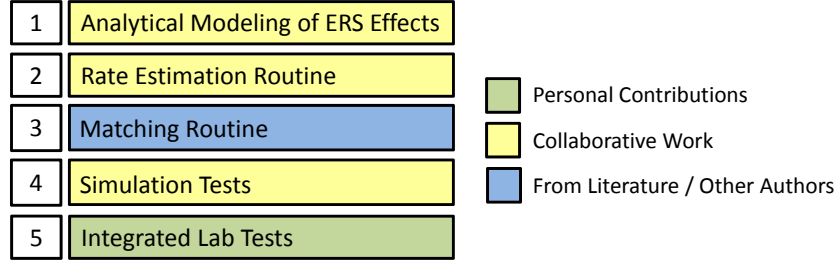 1 Analytical Modeling of ERS Effects
2 Rate Estimation Routine
3 Matching Routine
4 Simulation Tests
5 Integrated Lab Tests
Personal Contributions
Collaborative Work
From Literature / Other Authors